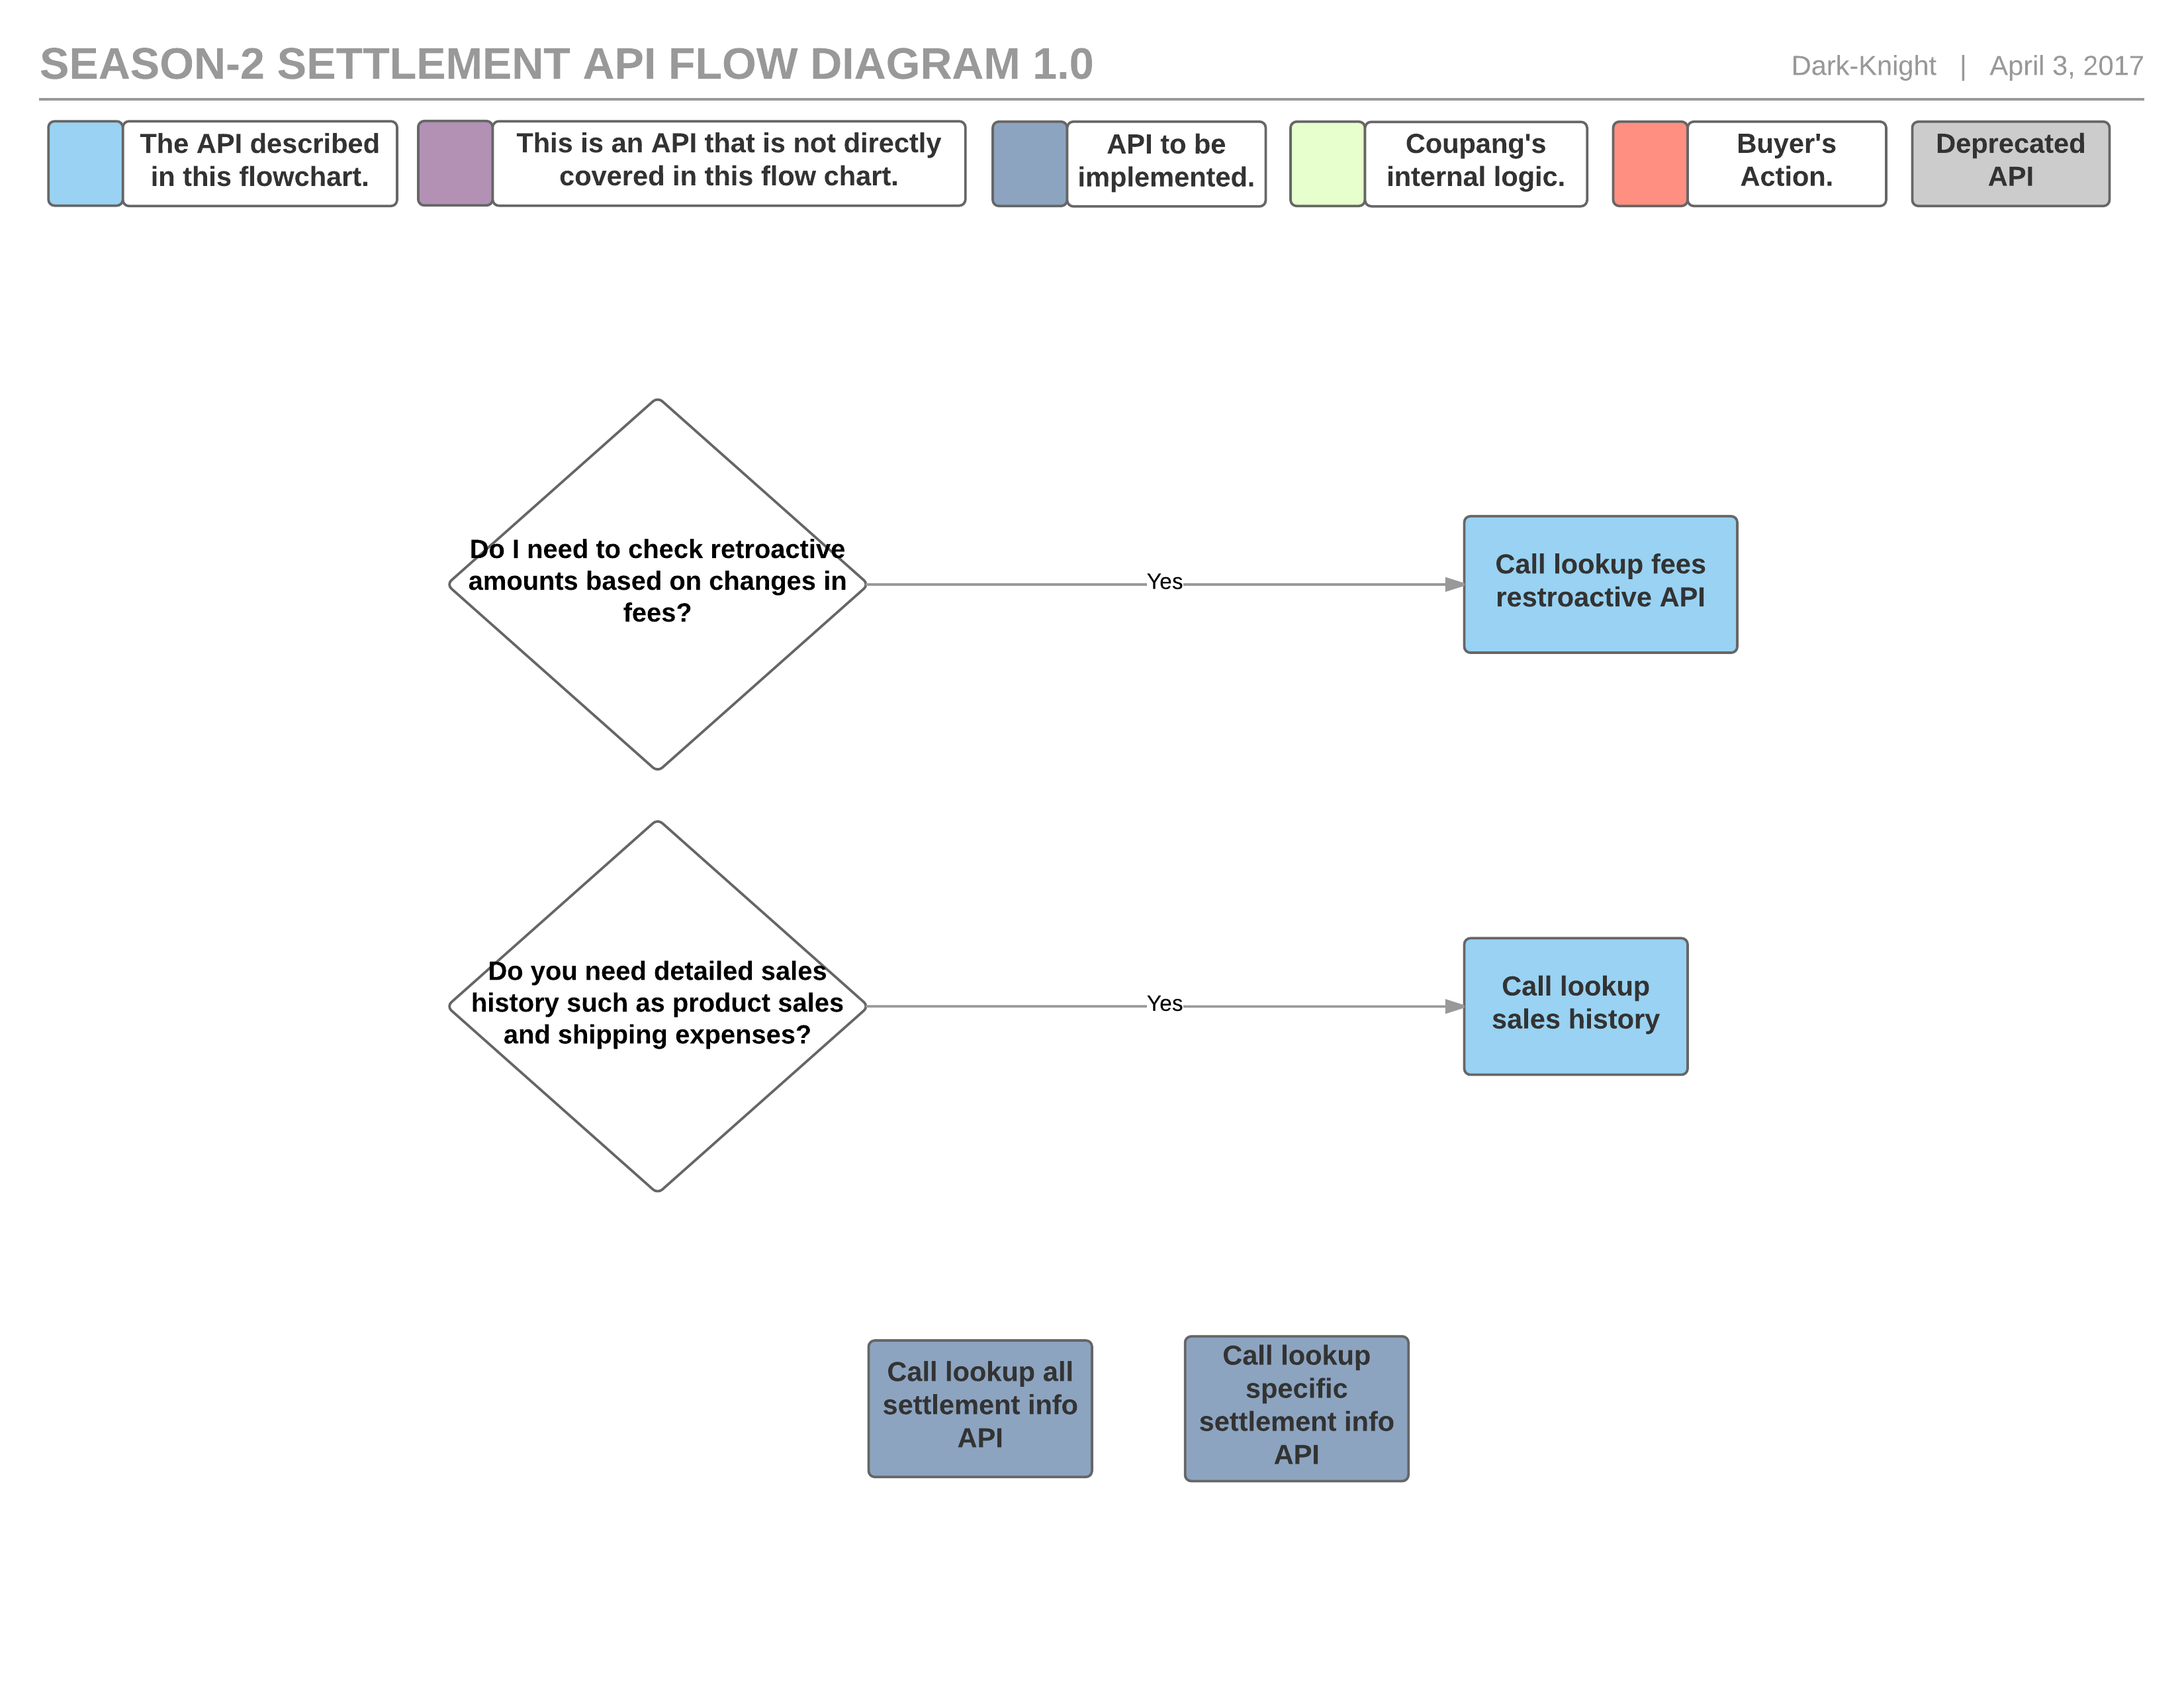 SEASON-2 SETTLEMENT API FLOW DIAGRAM 1.0
Dark-Knight | April 3, 2017
The API described
in this flowchart.
This is an API that is not directly
covered in this flow chart.
API to be
implemented.
Coupang's
internal logic.
Buyer's
Action.
Deprecated
API
Do I need to check retroactive
amounts based on changes in
fees?
Yes
Call lookup fees
restroactive API
Do you need detailed sales
history such as product sales
and shipping expenses?
Yes
Call lookup
sales history
Call lookup all
settlement info
API
Call lookup
specific
settlement info
API